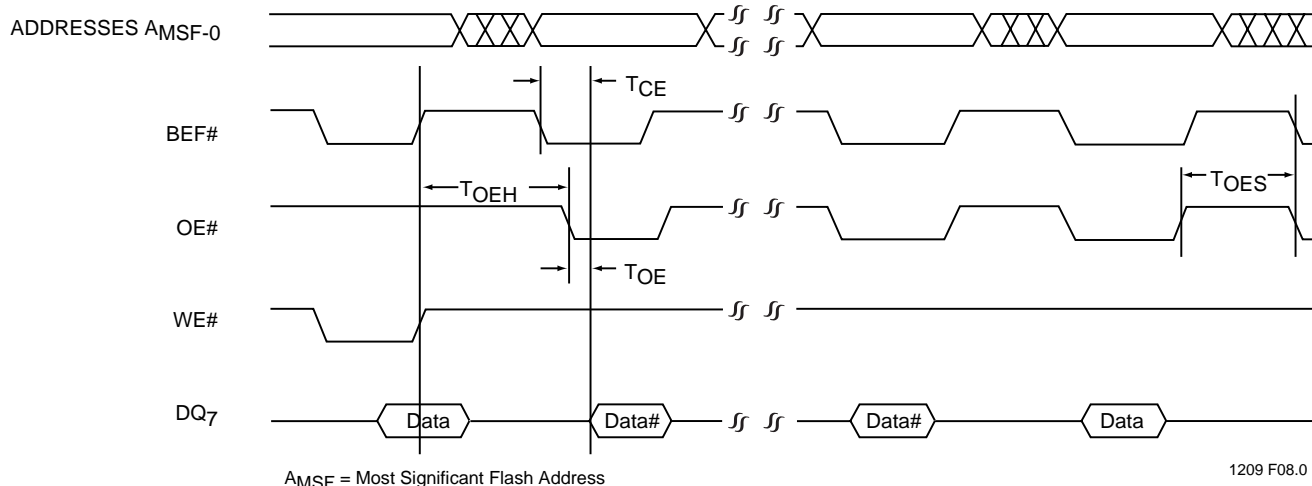 ADDRESSES AMSF-0
TCE
BEF#
TOEH
TOES
OE#
TOE
WE#
DQ7
Data
Data#
Data#
Data
AMSF = Most Significant Flash Address
1209 F08.0